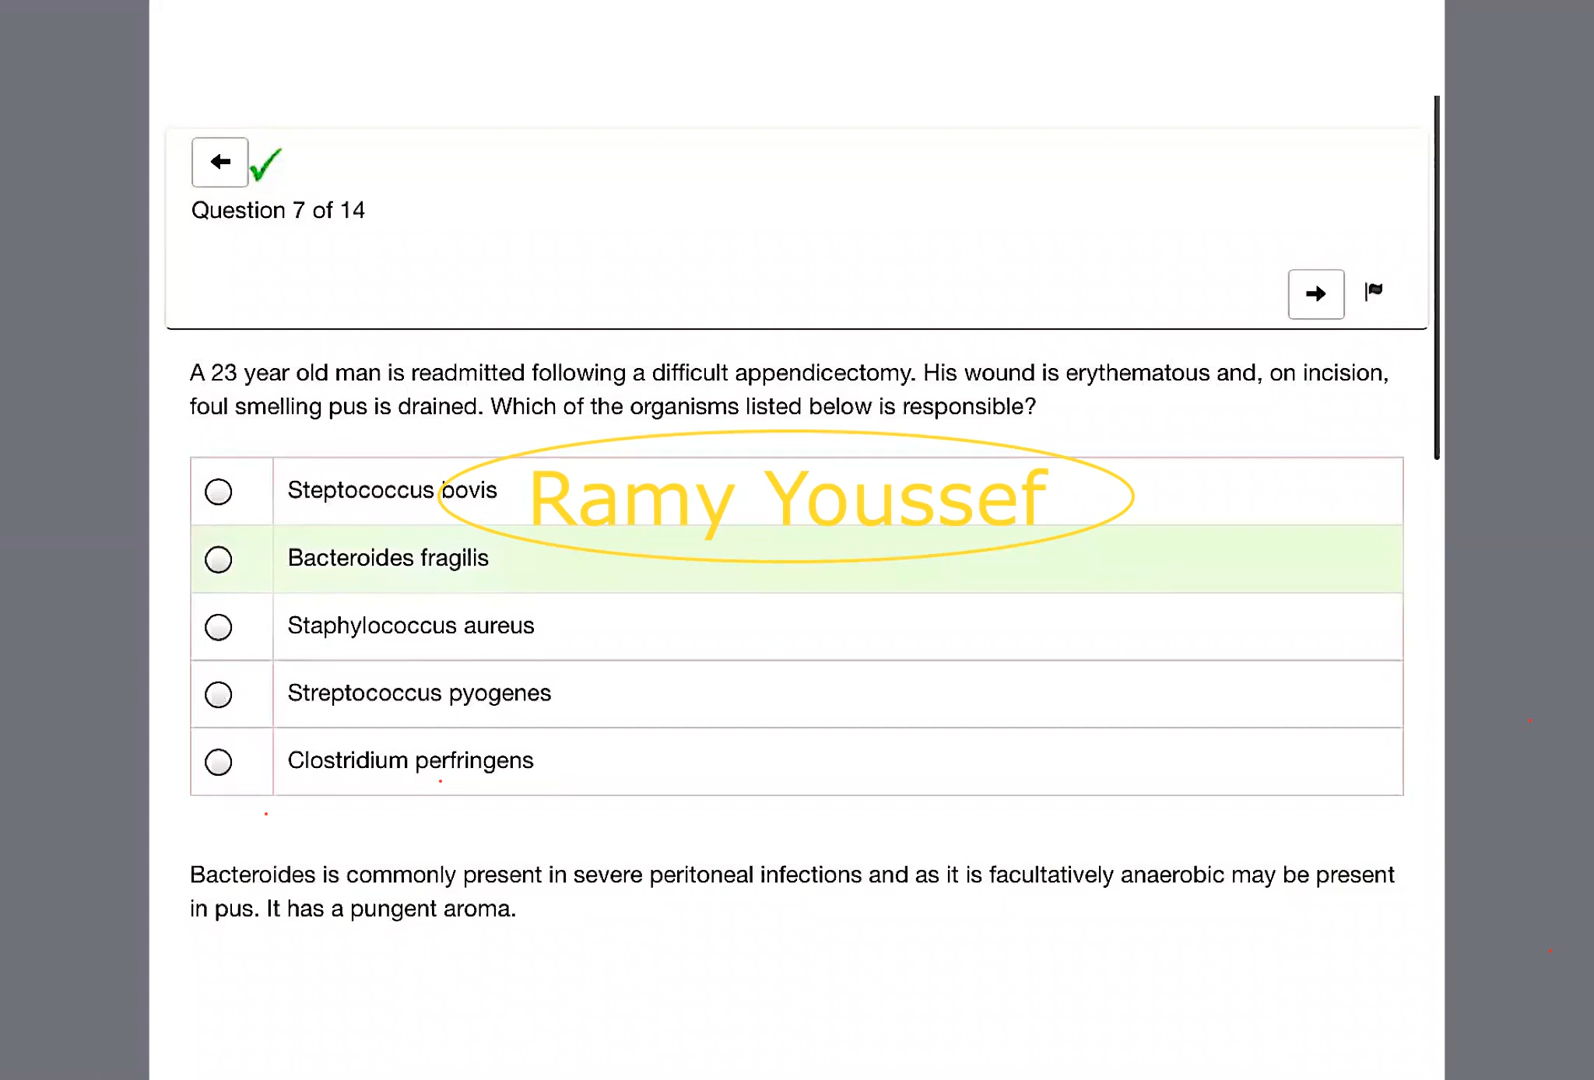 Question 7 of 14
A 23 year old man is readmitted following a difficult appendicectomy. His wound is erythematous and, on incision,
foul smelling pus is drained. Which of the organisms listed below is responsible?
Steptococcus bovis
Ramy Youssef
Bacteroides fragilis
Staphylococcus aureus
Streptococcus pyogenes
Clostridium perfringens
Bacteroides is commonly present in severe peritoneal infections and as it is facultatively anaerobic may be present
in pus. It has a pungent aroma.